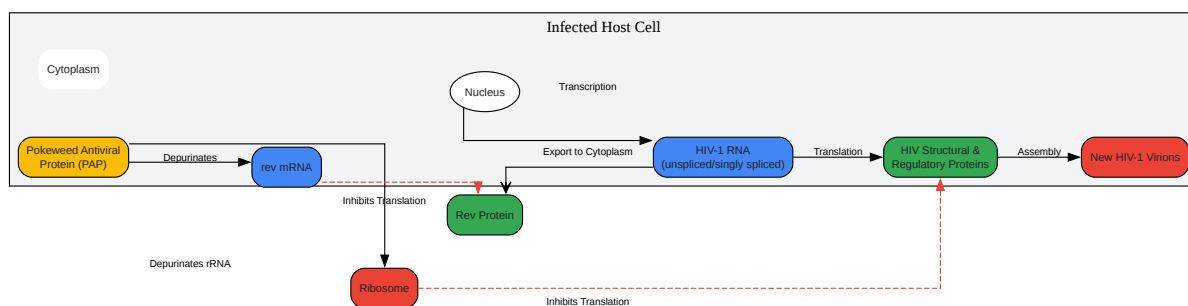 Infected Host Cell
Cytoplasm
Nucleus
Transcription
Pokeweed Antiviral
Protein (PAP)
Depurinates
rev mRNA
Export to Cytoplasm
HIV-1 RNA
(unspliced/singly spliced)
Translation
HIV Structural &
Regulatory Proteins
Assembly
New HIV-1 Virions
Inhibits Translation
Rev Protein
Depurinates rRNA
Ribosome
Inhibits Translation